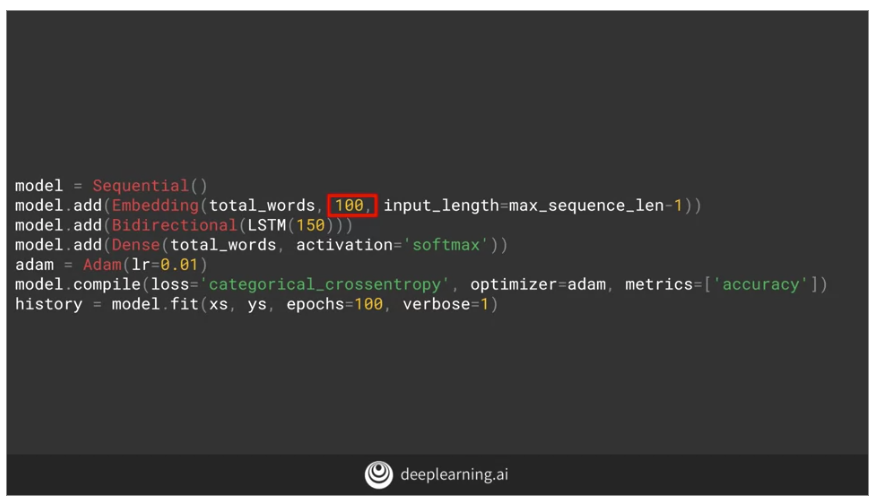 model = Sequential()
model.add(Embedding(total_words, 100, input_length=max_sequence_len-1))
model.add(Bidirectional(LSTM(150)))
model.add(Dense(total_words, activation='softmax'))
adam = Adam(lr=0.01)
model.compile(loss='categorical_crossentropy', optimizer=adam, metrics=['accuracy'])
history = model.fit(xs, ys, epochs=100, verbose=1)
deeplearning.ai